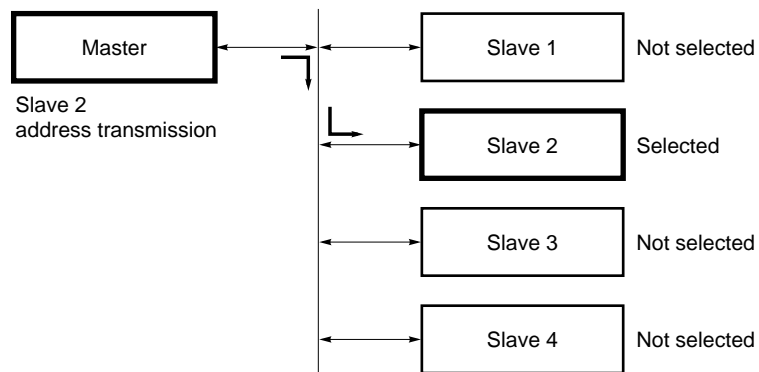 Master
Slave 1
Not selected
Slave 2
address transmission
Slave 2
Selected
Slave 3
Not selected
Slave 4
Not selected